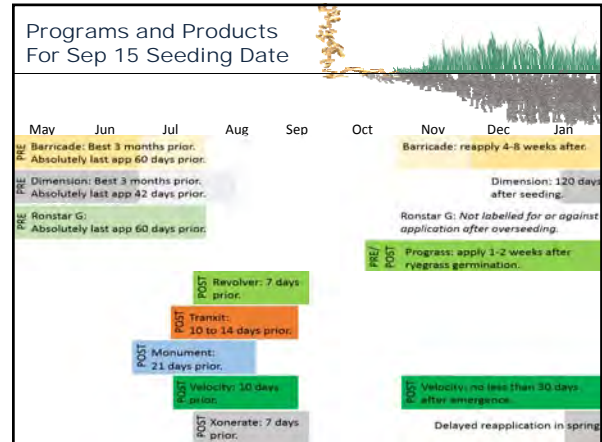 Programs and Products
For Sep 15 Seeding Date
May Jun Jul Aug Sep Oct Nov Dec Jan
PRE
Barricade: Best 3 months prior.
Absolutely last app 60 days prior.
Barricade: reapply 4-8 weeks after.
PRE
Dimension: Best 3 months prior.
Absolutely last app 42 days prior.
Dimension: 120 days
after seeding.
PRE
Ronstar G:
Absolutely last app 60 days prior.
Ronstar G: Not labelled for or against
application after overseeding.
PRE/
POST
Prograss: apply 1-2 weeks after
ryegrass germination.
POST
Revolver: 7 days
prior.
POST
Tranxit:
10 to 14 days prior.
POST
Monument:
21 days prior.
POST
Velocity: 10 days
prior.
POST
Velocity: no less than 30 days
after emergence.
POST
Xonerate: 7 days
prior.
Delayed reapplication in spring